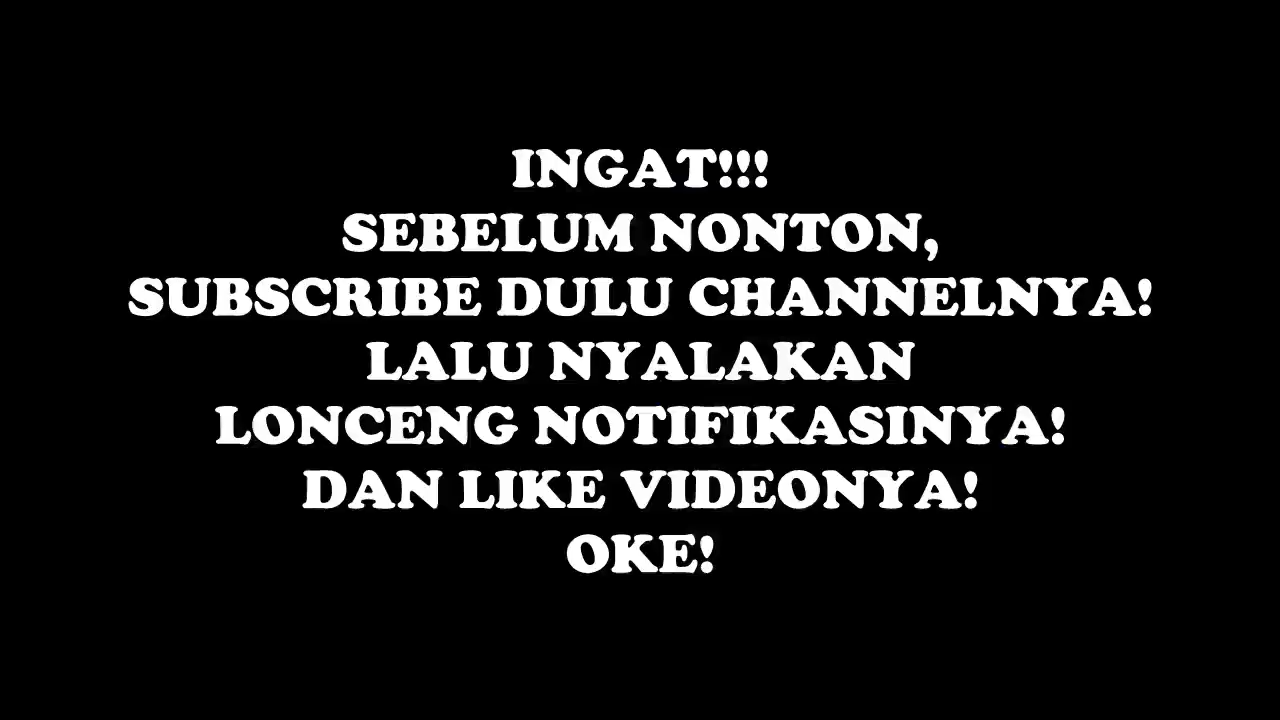 INGAT!!!
SEBELUM NONTON,
SUBSCRIBE DULU CHANNELNYA!
LALU NYALAKAN
LONCENG NOTIFIKASINYA!
DAN LIKE VIDEONYA!
OKE!